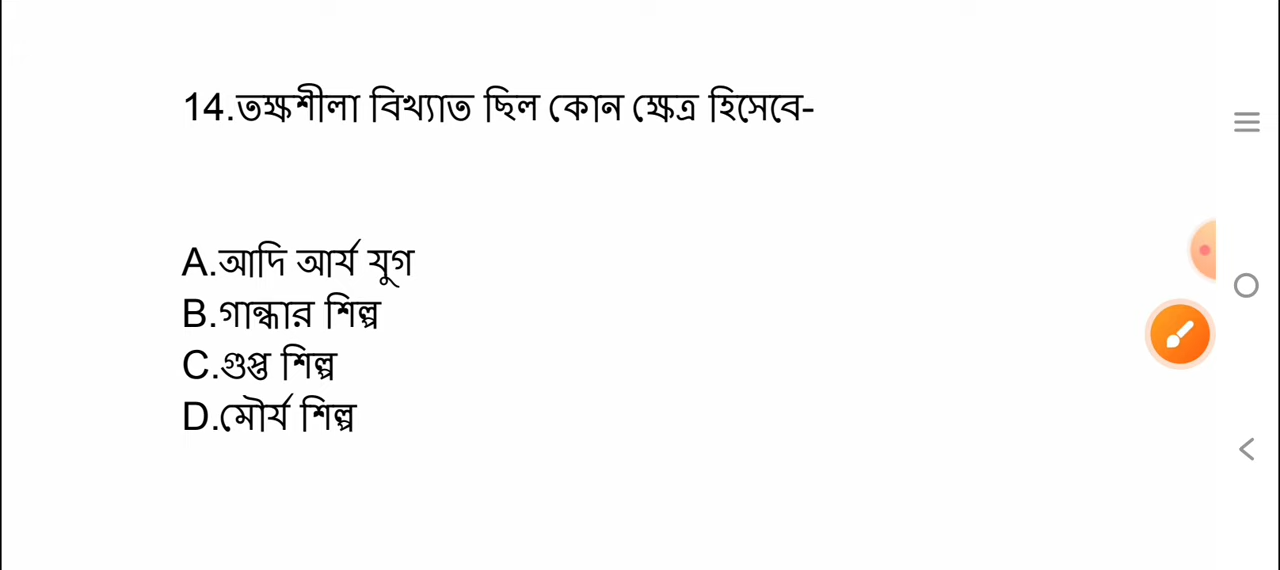 14.তক্ষশীলা বিখ্যাত ছিল কোন ক্ষেত্র হিসেবে-
A.আদি আর্য যুগ
B.গান্ধার শিল্প
C.গুপ্ত শিল্প
D.মৌর্য শিল্প